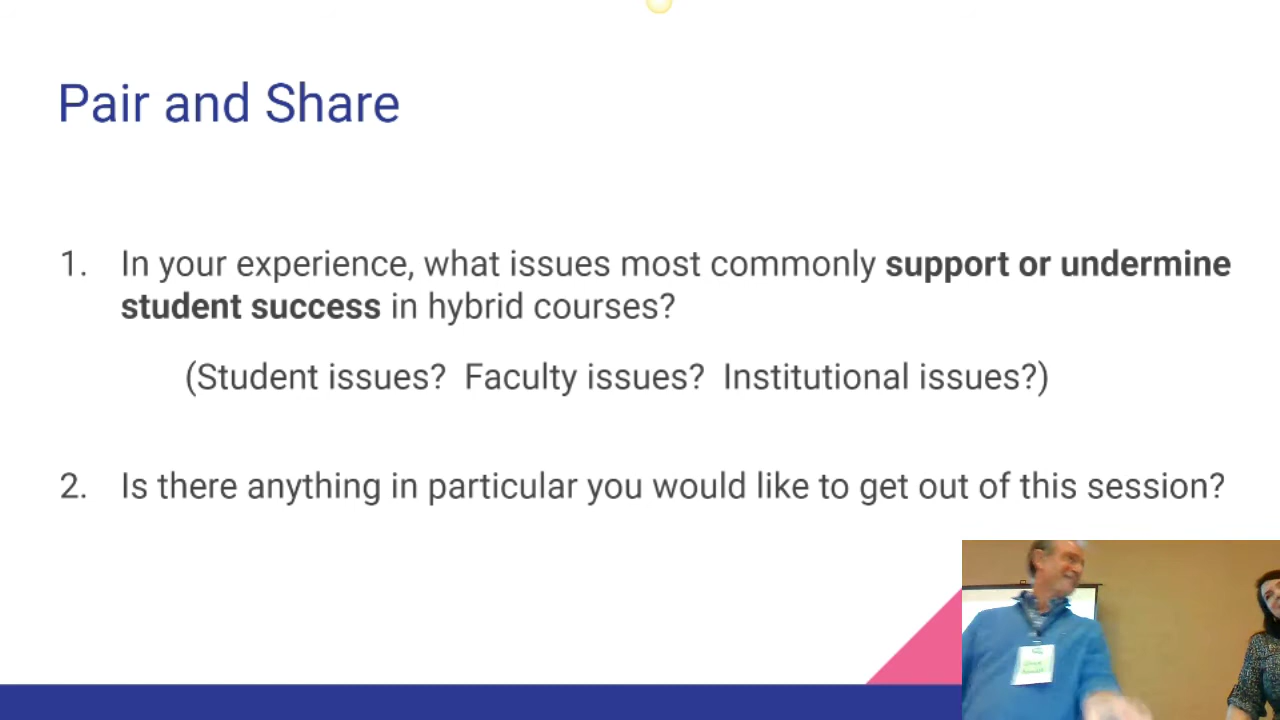 Pair and Share
1. In your experience, what issues most commonly support or undermine
student success in hybrid courses?
(Student issues?  Faculty issues?  Institutional issues?)
2. Is there anything in particular you would like to get out of this session?